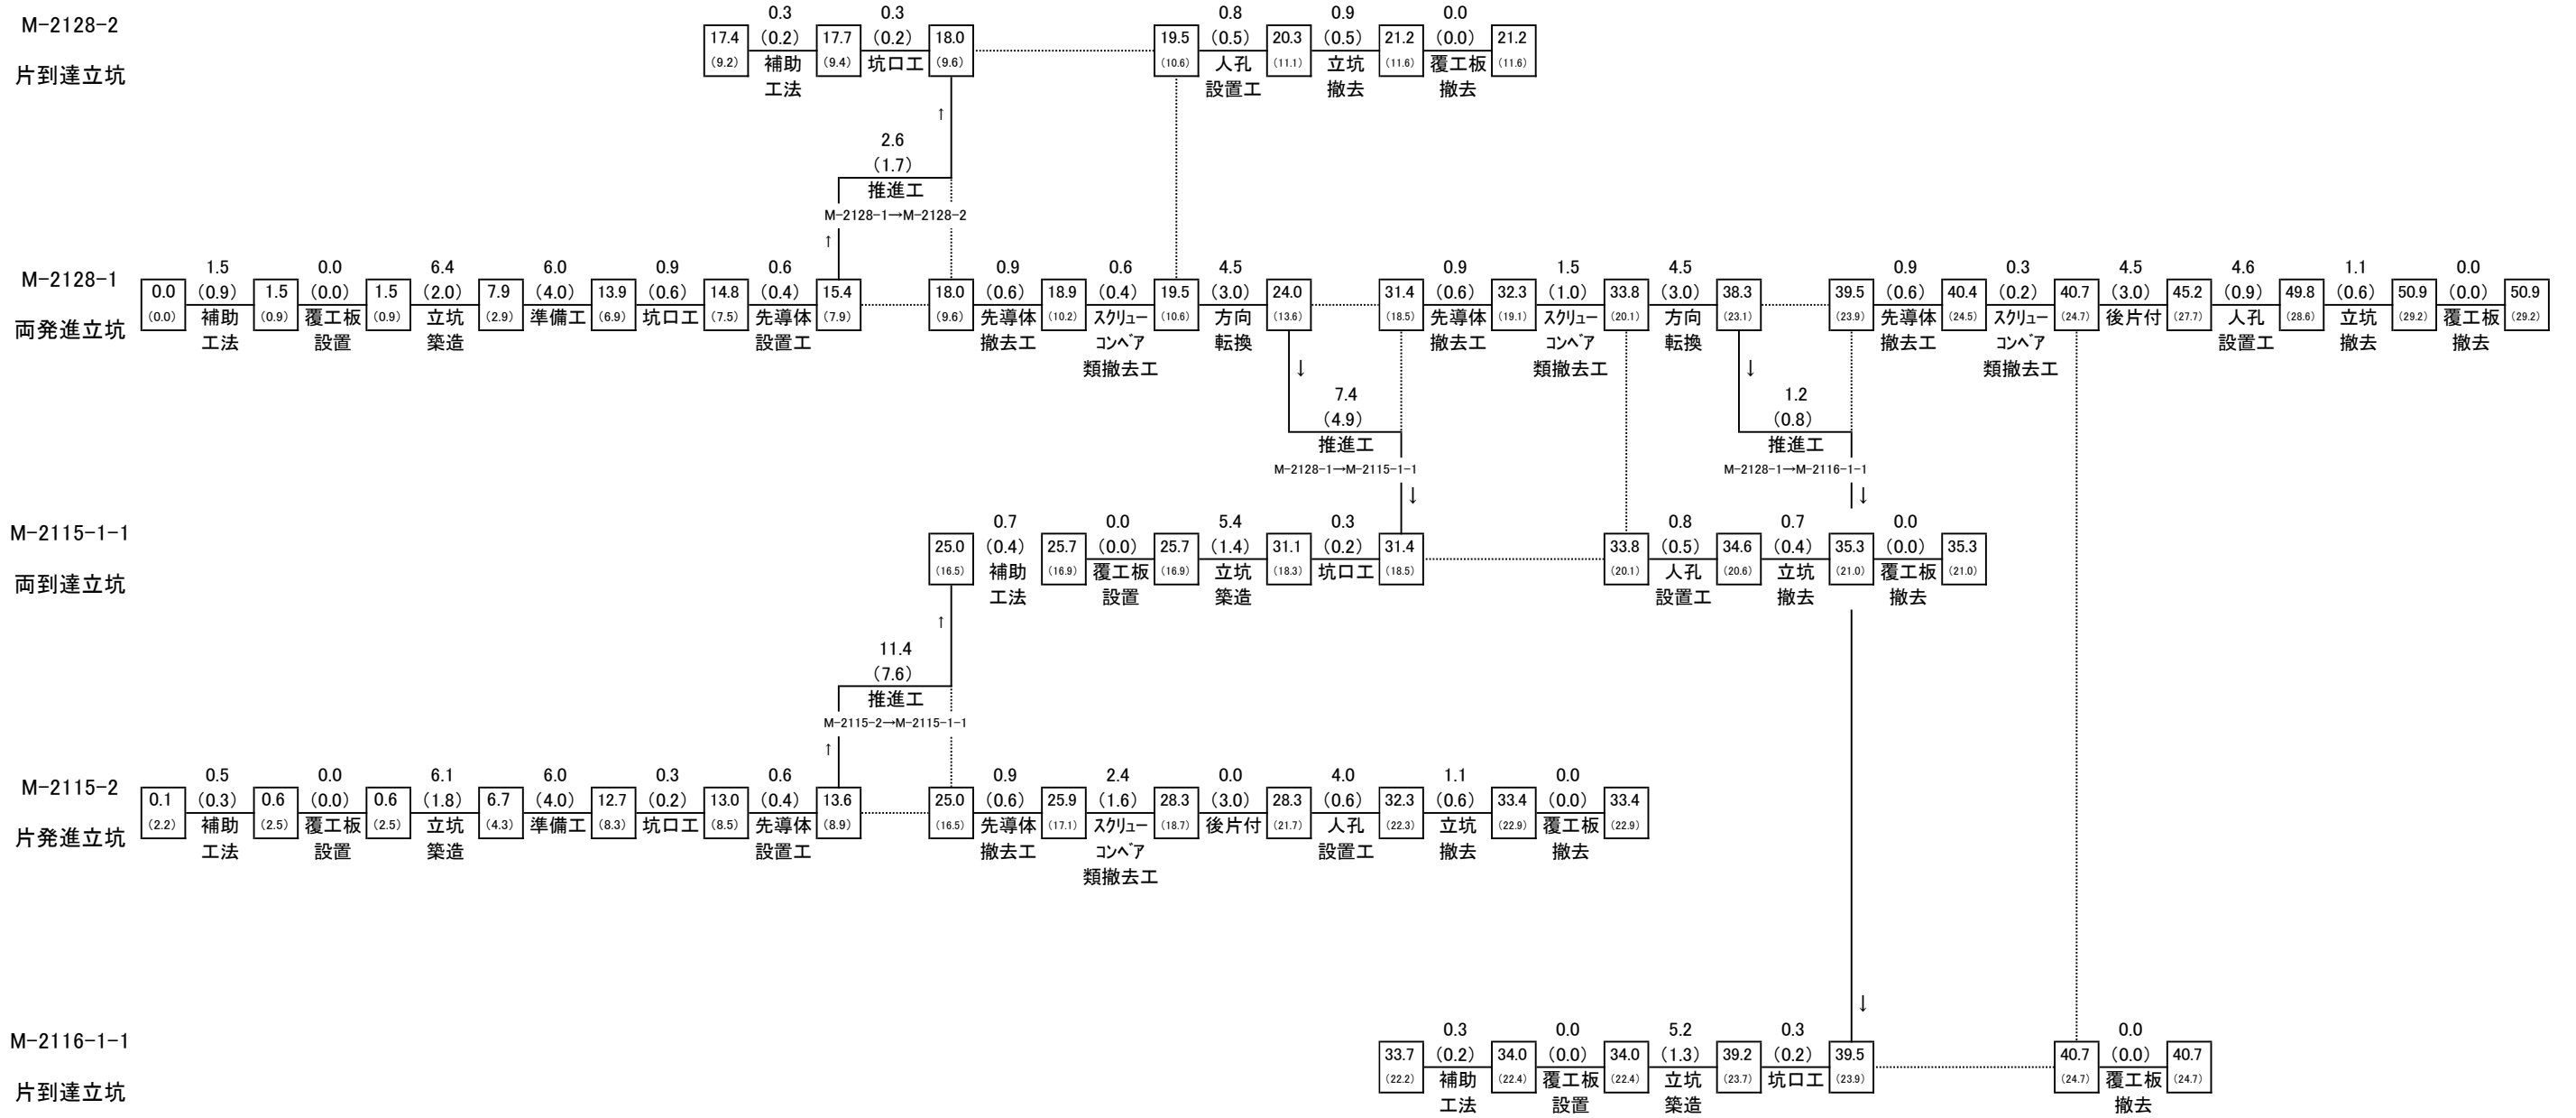 M-2128-2
片到達立坑
0.3 0.3 0.8 0.9 0.0
17.4 (0.2) 17.7 (0.2) 18.0 19.5 (0.5) 20.3 (0.5) 21.2 (0.0) 21.2
(9.2) 補助 (9.4) 坑口工 (9.6) (10.6) 人孔 (11.1) 立坑 (11.6) 覆工板 (11.6)
工法 設置工 撤去 撤去
↑
2.6
(1.7)
推進工
M-2128-1→M-2128-2
↑
M-2128-1
両発進立坑
1.5 0.0 6.4 6.0 0.9 0.6 0.9 0.6 4.5 0.9 1.5 4.5 0.9 0.3 4.5 4.6 1.1 0.0
0.0 (0.9) 1.5 (0.0) 1.5 (2.0) 7.9 (4.0) 13.9 (0.6) 14.8 (0.4) 15.4 18.0 (0.6) 18.9 (0.4) 19.5 (3.0) 24.0 31.4 (0.6) 32.3 (1.0) 33.8 (3.0) 38.3 39.5 (0.6) 40.4 (0.2) 40.7 (3.0) 45.2 (0.9) 49.8 (0.6) 50.9 (0.0) 50.9
(0.0) 補助 (0.9) 覆工板 (0.9) 立坑 (2.9) 準備工 (6.9) 坑口工 (7.5) 先導体 (7.9) (9.6) 先導体 (10.2) スクリュー (10.6) 方向 (13.6) (18.5) 先導体 (19.1) スクリュー (20.1) 方向 (23.1) (23.9) 先導体 (24.5) スクリュー (24.7) 後片付 (27.7) 人孔 (28.6) 立坑 (29.2) 覆工板 (29.2)
工法 設置 築造 設置工 撤去工 コンベア 転換 撤去工 コンベア 転換 撤去工 コンベア 設置工 撤去 撤去
類撤去工 類撤去工 類撤去工
↓ ↓
7.4 1.2
(4.9) (0.8)
推進工 推進工
M-2128-1→M-2115-1-1 M-2128-1→M-2116-1-1
↓ ↓
M-2115-1-1
両到達立坑
0.7 0.0 5.4 0.3 0.8 0.7 0.0
25.0 (0.4) 25.7 (0.0) 25.7 (1.4) 31.1 (0.2) 31.4 33.8 (0.5) 34.6 (0.4) 35.3 (0.0) 35.3
(16.5) 補助 (16.9) 覆工板 (16.9) 立坑 (18.3) 坑口工 (18.5) (20.1) 人孔 (20.6) 立坑 (21.0) 覆工板 (21.0)
工法 設置 築造 設置工 撤去 撤去
↑
11.4
(7.6)
推進工
M-2115-2→M-2115-1-1
↑
M-2115-2
片発進立坑
0.5 0.0 6.1 6.0 0.3 0.6 0.9 2.4 0.0 4.0 1.1 0.0
0.1 (0.3) 0.6 (0.0) 0.6 (1.8) 6.7 (4.0) 12.7 (0.2) 13.0 (0.4) 13.6 25.0 (0.6) 25.9 (1.6) 28.3 (3.0) 28.3 (0.6) 32.3 (0.6) 33.4 (0.0) 33.4
(2.2) 補助 (2.5) 覆工板 (2.5) 立坑 (4.3) 準備工 (8.3) 坑口工 (8.5) 先導体 (8.9) (16.5) 先導体 (17.1) スクリュー (18.7) 後片付 (21.7) 人孔 (22.3) 立坑 (22.9) 覆工板 (22.9)
工法 設置 築造 設置工 撤去工 コンベア 設置工 撤去 撤去
類撤去工
↓
M-2116-1-1
片到達立坑
0.3 0.0 5.2 0.3 0.0
33.7 (0.2) 34.0 (0.0) 34.0 (1.3) 39.2 (0.2) 39.5 40.7 (0.0) 40.7
(22.2) 補助 (22.4) 覆工板 (22.4) 立坑 (23.7) 坑口工 (23.9) (24.7) 覆工板 (24.7)
工法 設置 築造 撤去